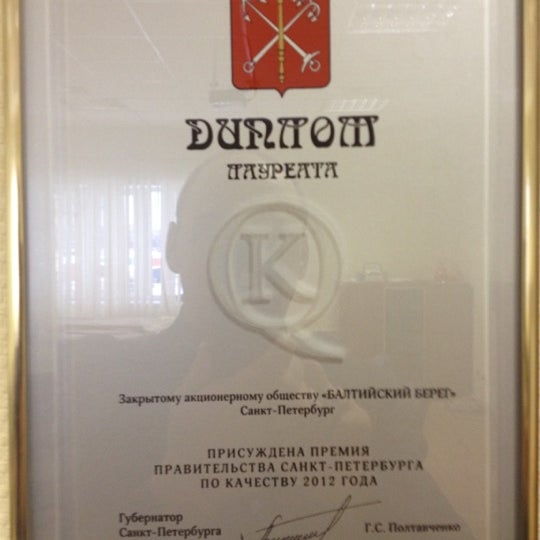 ДИПЛОМ
ЛАУРЕАТА
К
Закрытому акционерному обществу «БАЛТИЙСКИЙ БЕРЕГ»
Санкт-Петербург
ПРИСУЖДЕНА ПРЕМИЯ
ПРАВИТЕЛЬСТВА САНКТ-ПЕТЕРБУРГА
ПО КАЧЕСТВУ 2012 ГОДА
Губернатор
Санкт-Петербурга Г.С. Полтавченко